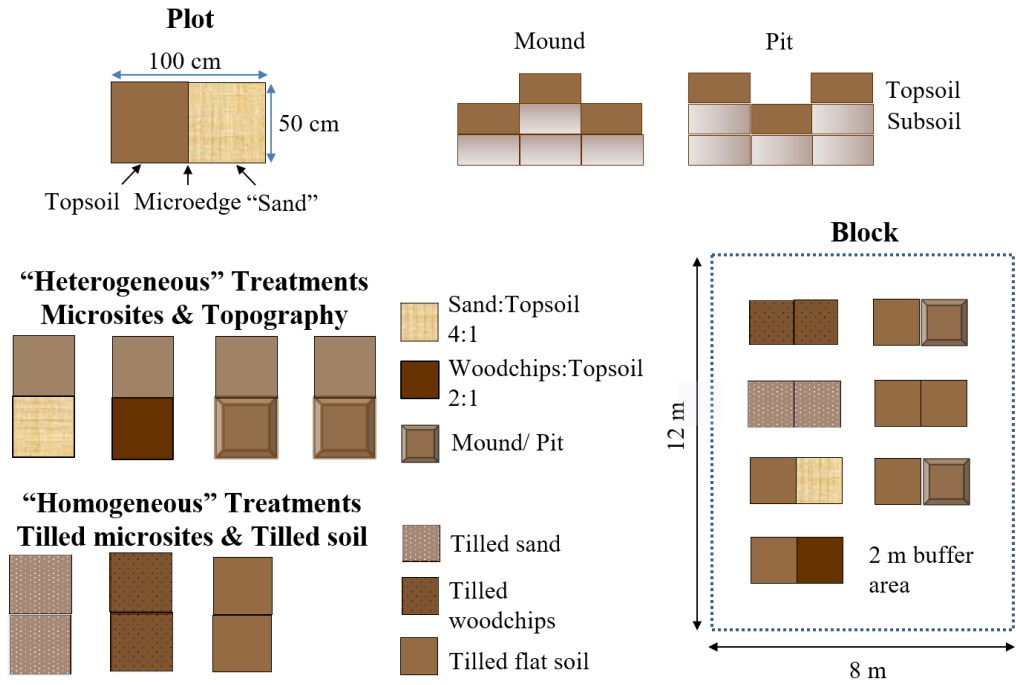 Plot
100 cm
50 cm
Topsoil
Microedge
“Sand”
Mound
Pit
Topsoil
Subsoil
“Heterogeneous” Treatments
Microsites & Topography
Sand:Topsoil
4:1
Woodchips:Topsoil
2:1
Mound/ Pit
“Homogeneous” Treatments
Tilled microsites & Tilled soil
Tilled sand
Tilled
woodchips
Tilled flat soil
Block
12 m
2 m buffer
area
8 m